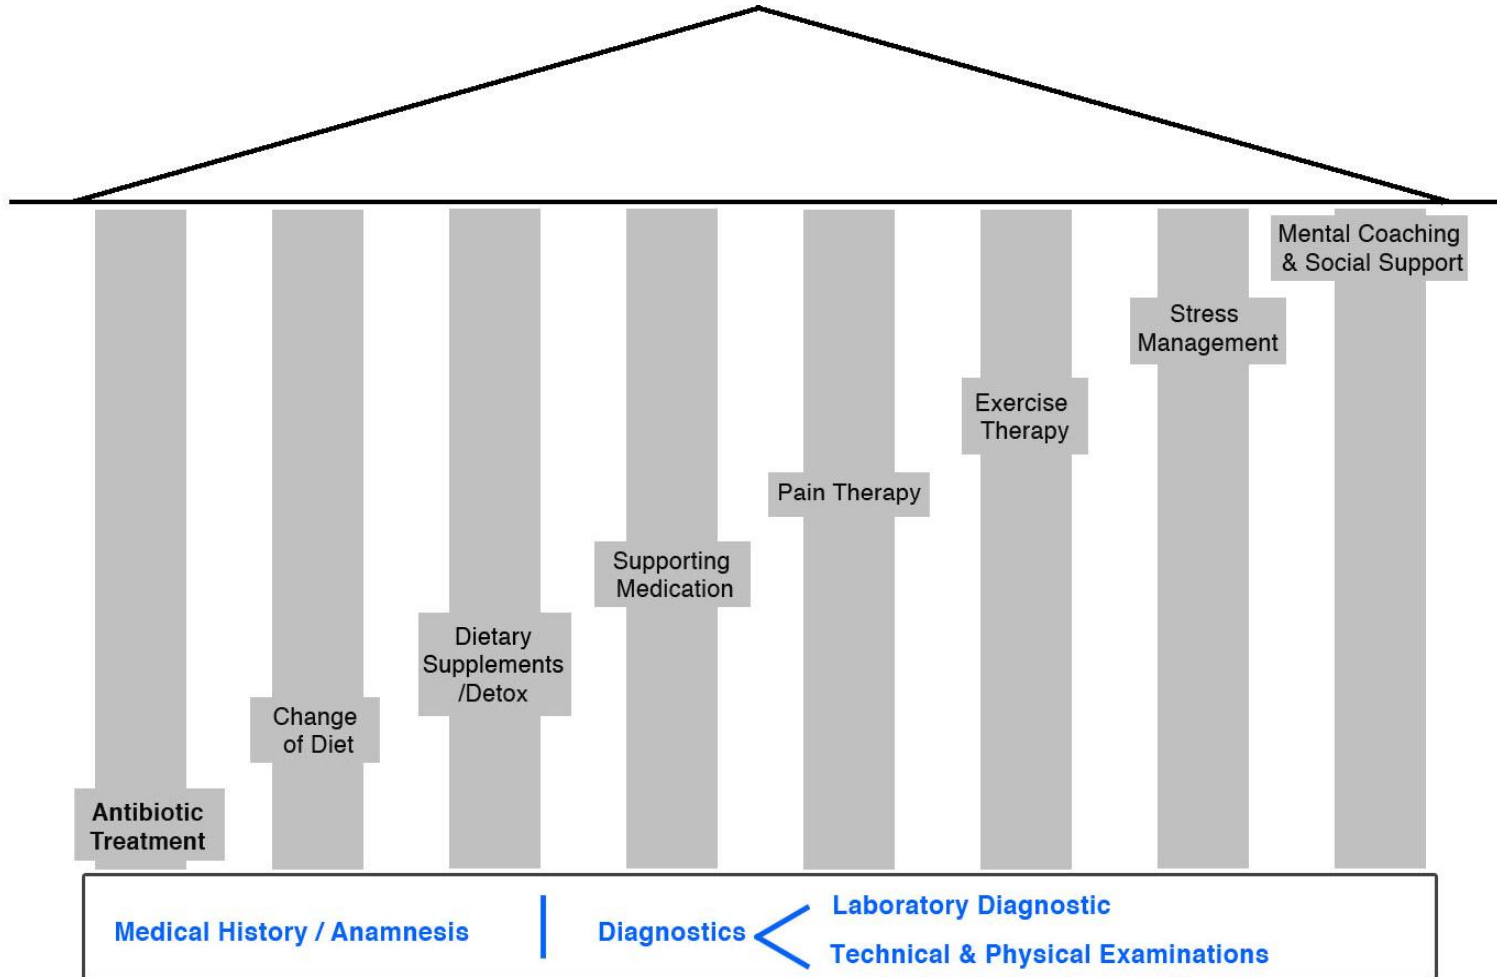 Mental Coaching
& Social Support
Stress
Management
Exercise
Therapy
Pain Therapy
Supporting
Medication
Dietary
Supplements
/Detox
Change
of Diet
Antibiotic
Treatment
Medical History / Anamnesis
Diagnostics
Laboratory Diagnostic
Technical & Physical Examinations